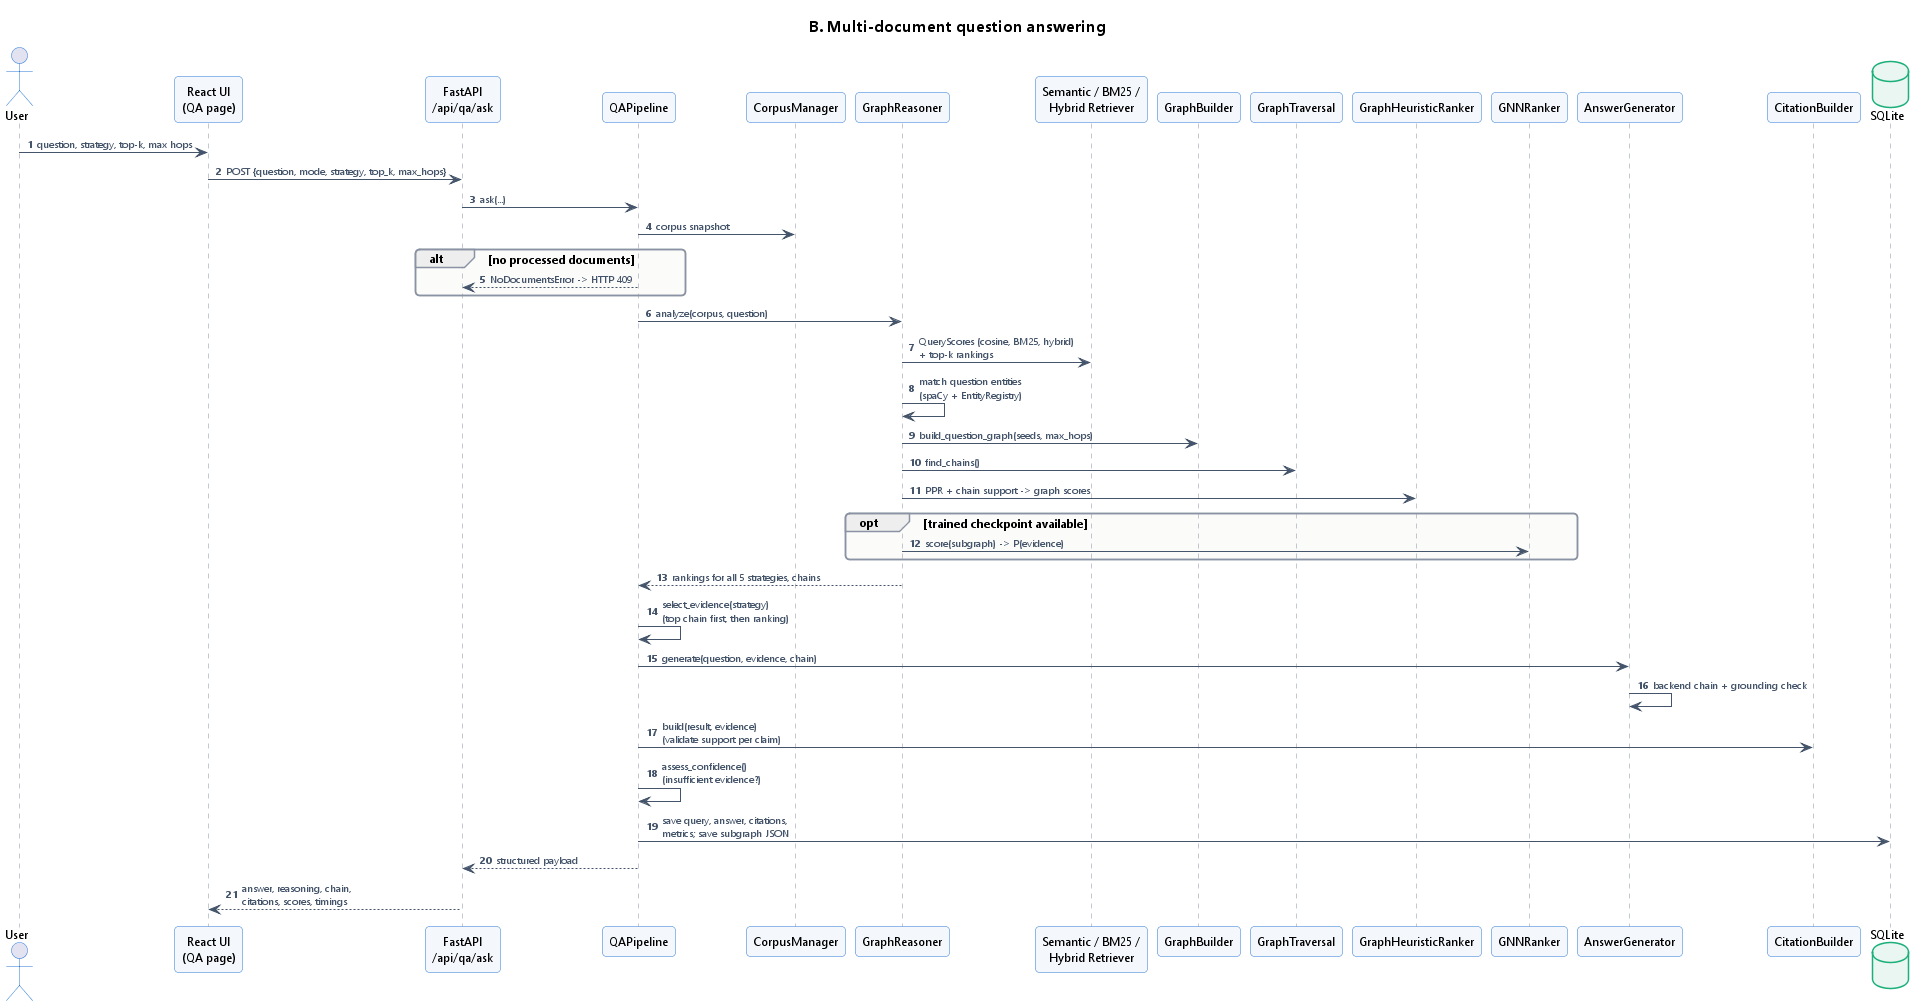 B. Multi-document question answering
User
React UI
(QA page)
FastAPI
/api/qa/ask
QAPipeline
CorpusManager
GraphReasoner
Semantic / BM25 /
Hybrid Retriever
GraphBuilder
GraphTraversal
GraphHeuristicRanker
GNNRanker
AnswerGenerator
CitationBuilder
SQLite
1 question, strategy, top-k, max hops
2 POST {question, mode, strategy, top_k, max_hops}
3 ask(...)
4 corpus snapshot
alt [no processed documents]
5 NoDocumentsError -> HTTP 409
6 analyze(corpus, question)
7 QueryScores (cosine, BM25, hybrid)
+ top-k rankings
8 match question entities
(spaCy + EntityRegistry)
9 build_question_graph(seeds, max_hops)
10 find_chains()
11 PPR + chain support -> graph scores
opt [trained checkpoint available]
12 score(subgraph) -> P(evidence)
13 rankings for all 5 strategies, chains
14 select_evidence(strategy)
(top chain first, then ranking)
15 generate(question, evidence, chain)
16 backend chain + grounding check
17 build(result, evidence)
(validate support per claim)
18 assess_confidence()
(insufficient evidence?)
19 save query, answer, citations,
metrics; save subgraph JSON
20 structured payload
21 answer, reasoning, chain,
citations, scores, timings
User
React UI
(QA page)
FastAPI
/api/qa/ask
QAPipeline
CorpusManager
GraphReasoner
Semantic / BM25 /
Hybrid Retriever
GraphBuilder
GraphTraversal
GraphHeuristicRanker
GNNRanker
AnswerGenerator
CitationBuilder
SQLite